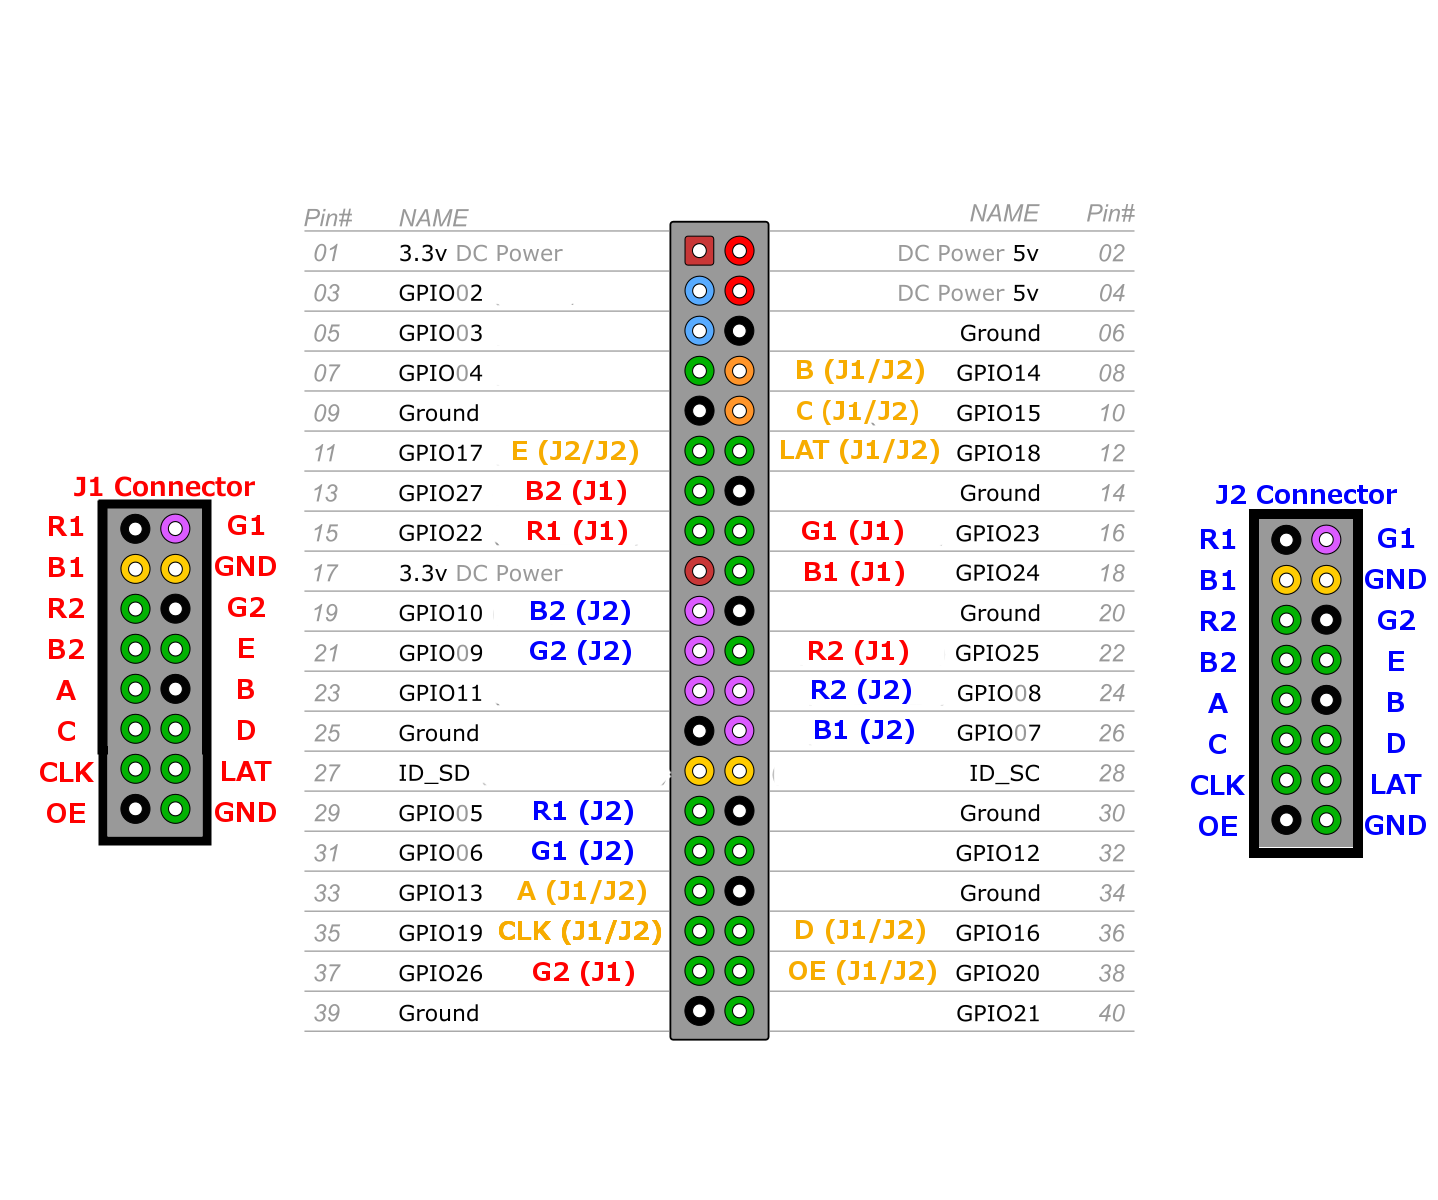 Pin# NAME NAME Pin#
01 3.3v DC Power DC Power 5v 02
03 GPIO02 DC Power 5v 04
05 GPIO03 Ground 06
07 GPIO04 B (J1/J2) GPIO14 08
09 Ground C (J1/J2) GPIO15 10
11 GPIO17 E (J2/J2) LAT (J1/J2) GPIO18 12
13 GPIO27 B2 (J1) Ground 14
15 GPIO22 R1 (J1) G1 (J1) GPIO23 16
17 3.3v DC Power B1 (J1) GPIO24 18
19 GPIO10 B2 (J2) Ground 20
21 GPIO09 G2 (J2) R2 (J1) GPIO25 22
23 GPIO11 R2 (J2) GPIO08 24
25 Ground B1 (J2) GPIO07 26
27 ID_SD ID_SC 28
29 GPIO05 R1 (J2) Ground 30
31 GPIO06 G1 (J2) GPIO12 32
33 GPIO13 A (J1/J2) Ground 34
35 GPIO19 CLK (J1/J2) D (J1/J2) GPIO16 36
37 GPIO26 G2 (J1) OE (J1/J2) GPIO20 38
39 Ground GPIO21 40
J1 Connector
R1 G1
B1 GND
R2 G2
B2 E
A B
C D
CLK LAT
OE GND
J2 Connector
R1 G1
B1 GND
R2 G2
B2 E
A B
C D
CLK LAT
OE GND